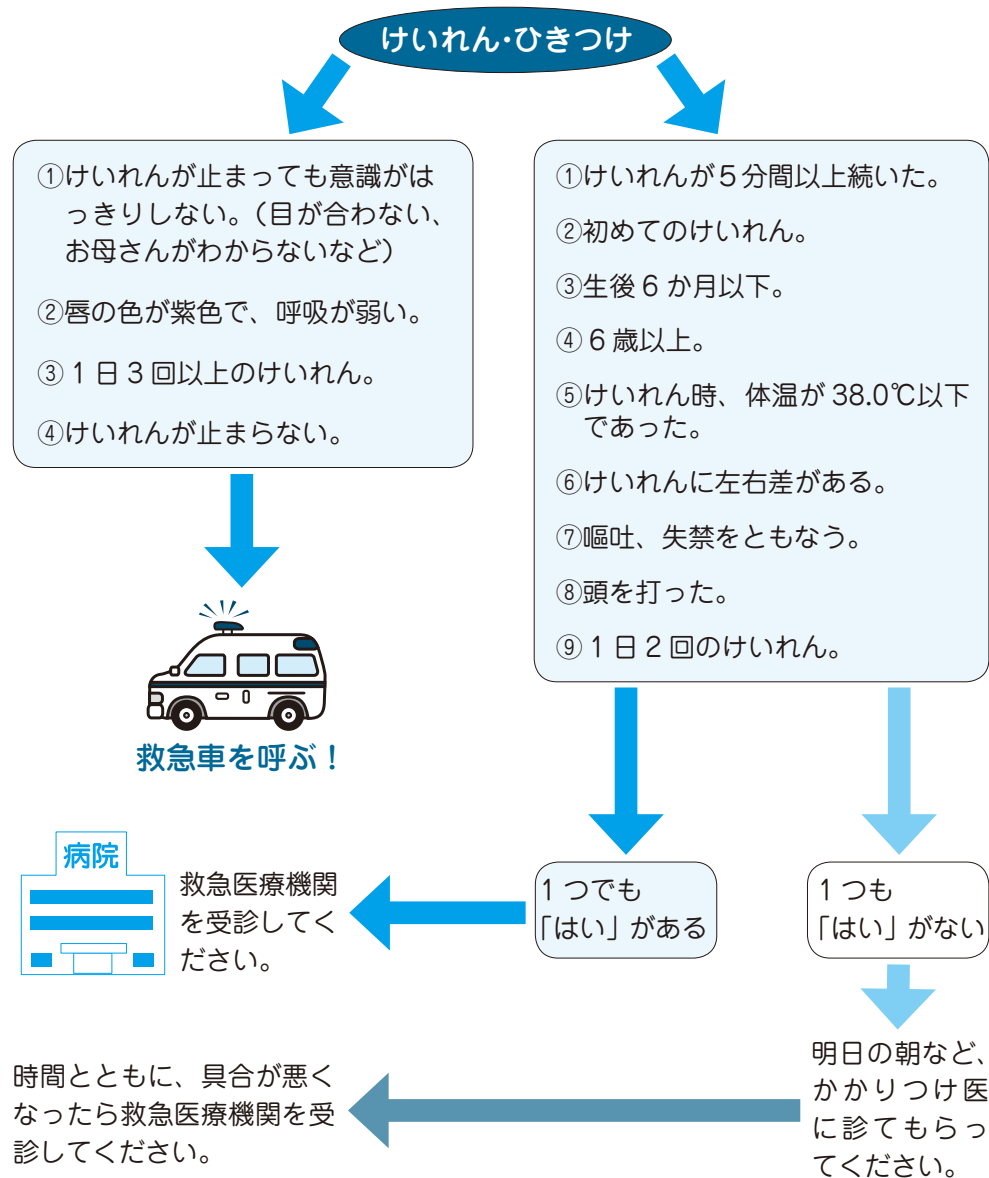 けいれん・ひきつけ
①けいれんが止まっても意識がは
っきりしない。（目が合わない、
お母さんがわからないなど）
②唇の色が紫色で、呼吸が弱い。
③１日３回以上のけいれん。
④けいれんが止まらない。
救急車を呼ぶ！
①けいれんが５分間以上続いた。
②初めてのけいれん。
③生後６か月以下。
④６歳以上。
⑤けいれん時、体温が38.0℃以下
であった。
⑥けいれんに左右差がある。
⑦嘔吐、失禁をともなう。
⑧頭を打った。
⑨１日２回のけいれん。
１つでも
「はい」がある
病院
救急医療機関
を受診してく
ださい。
１つも
「はい」がない
明日の朝など、
かかりつけ医
に診てもらっ
てください。
時間とともに、具合が悪く
なったら救急医療機関を受
診してください。